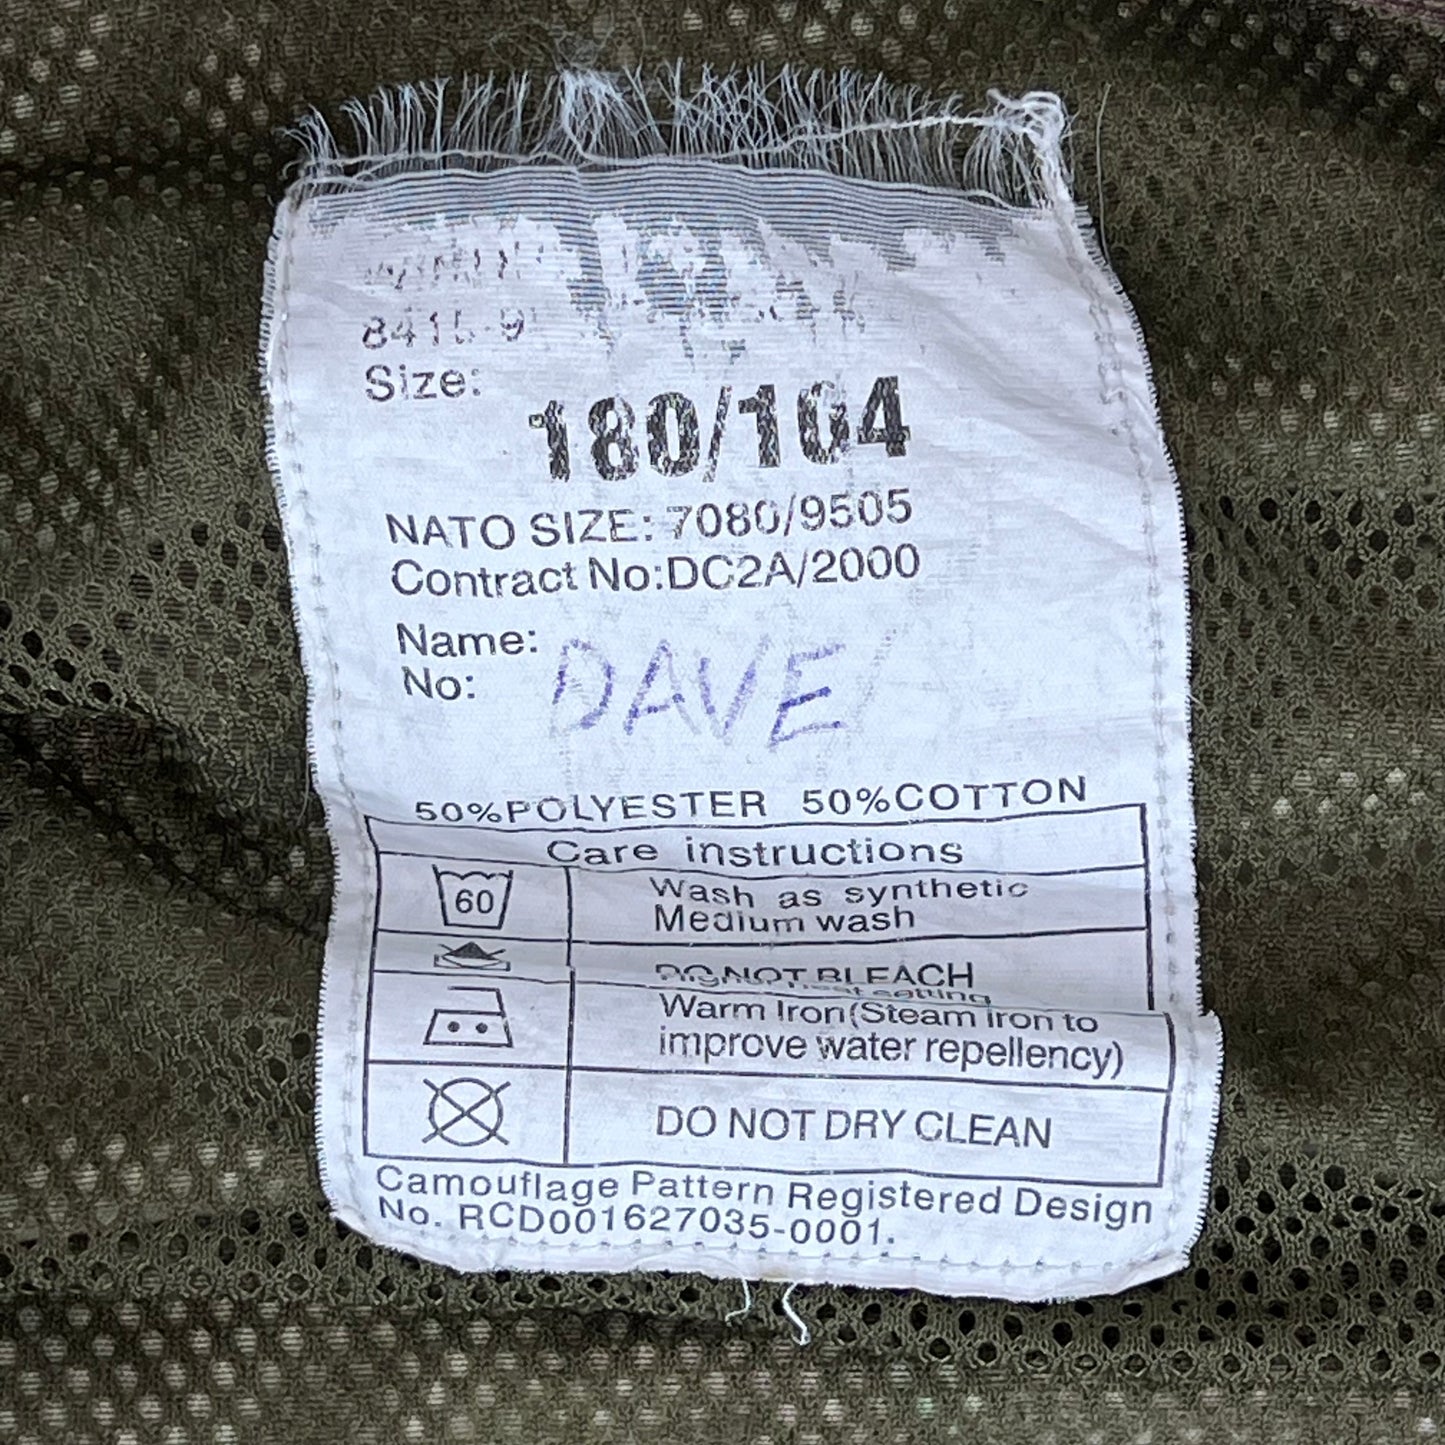 Size:
180/104
NATO SIZE: 7080/9505
Contract No:DC2A/2000
Name: DAVE
No:
50%POLYESTER 50%COTTON
Care instructions
60 Wash as synthetic
Medium wash
DO NOT BLEACH
setting
Warm Iron(Steam iron to
improve water repellency)
DO NOT DRY CLEAN
Camouflage Pattern Registered Design
No. RCD001627035-0001.